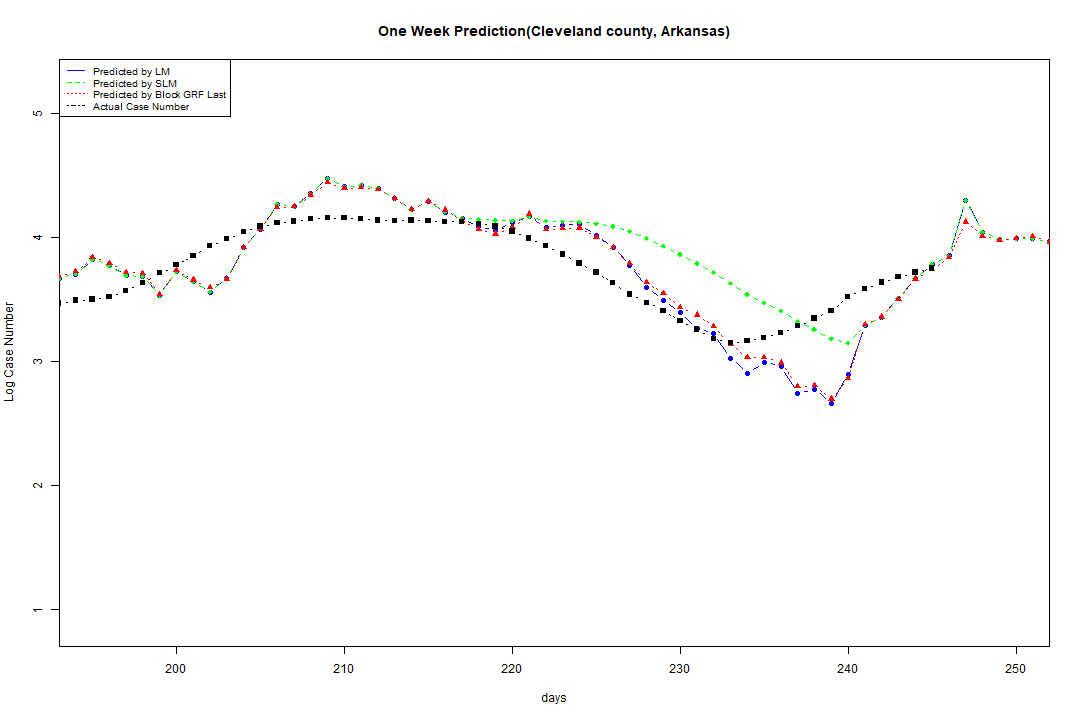 One Week Prediction(Cleveland county, Arkansas)
Predicted by LM
Predicted by SLM
Predicted by Block GRF Last
Actual Case Number
5
4
3
2
1
Log Case Number
200 210 220 230 240 250
days